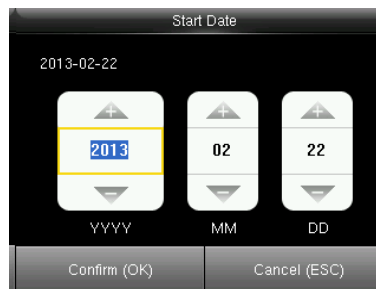 Start Date
2013-02-22
2013 02 22
YYYY MM DD
Confirm (OK) Cancel (ESC)